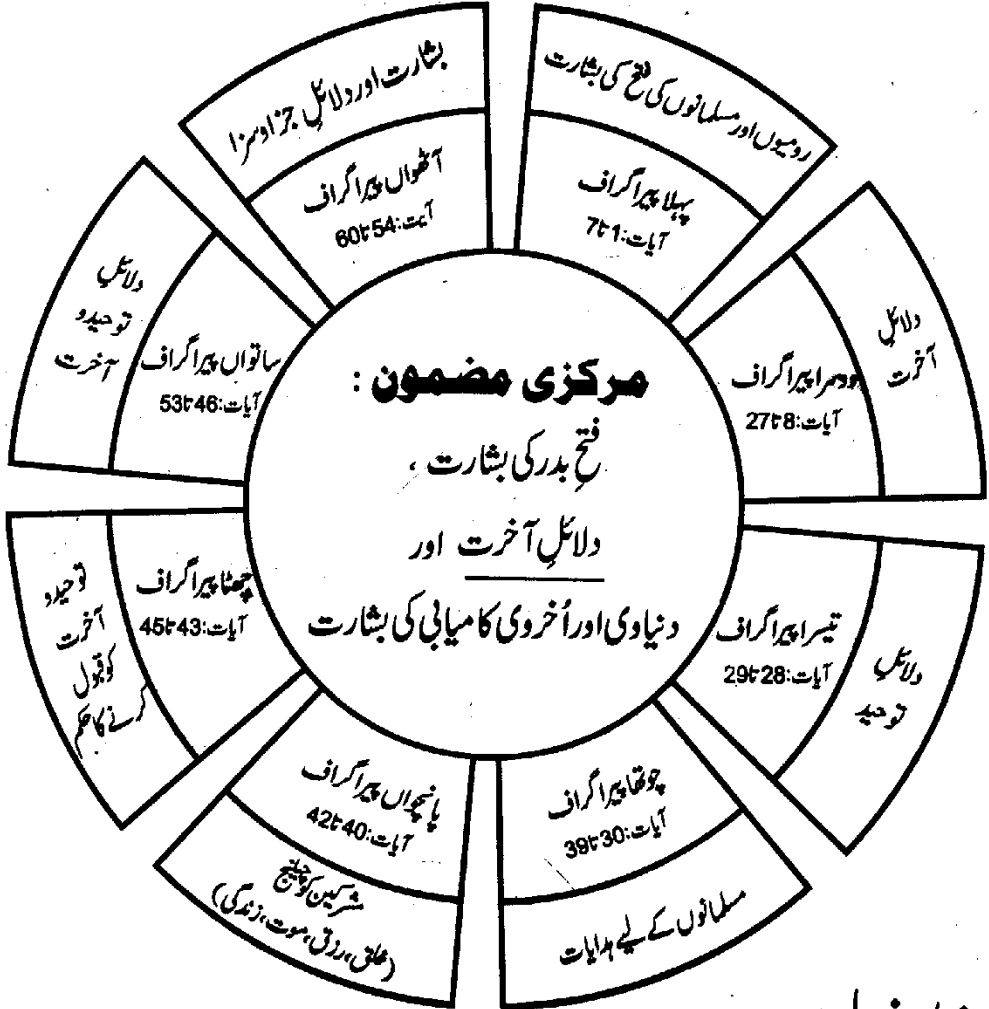 مرکزی مضمون :
فتحِ بدر کی بشارت ،
دلائلِ آخرت اور
دنیاوی اور اُخروی کامیابی کی بشارت
رومیوں اور مسلمانوں کی فتح کی بشارت
پہلا پیراگراف
آیات:1 تا 7
دلائلِ
آخرت
دوسرا پیراگراف
آیات:8 تا 27
دلائلِ
توحید
تیسرا پیراگراف
آیات:28 تا 29
چوتھا پیراگراف
آیات:30 تا 39
مسلمانوں کے لیے ہدایات
پانچواں پیراگراف
آیات:40 تا 42
مشرکین کو چیلنج
(خلق، رزق، موت، زندگی)
چھٹا پیراگراف
آیات:43 تا 45
توحید و
آخرت
کو قبول
کرنے کا حکم
ساتواں پیراگراف
آیات:46 تا 53
دلائلِ
توحید و
آخرت
بشارت اور دلائلِ جزا و سزا
آٹھواں پیراگراف
آیت:54 تا 60